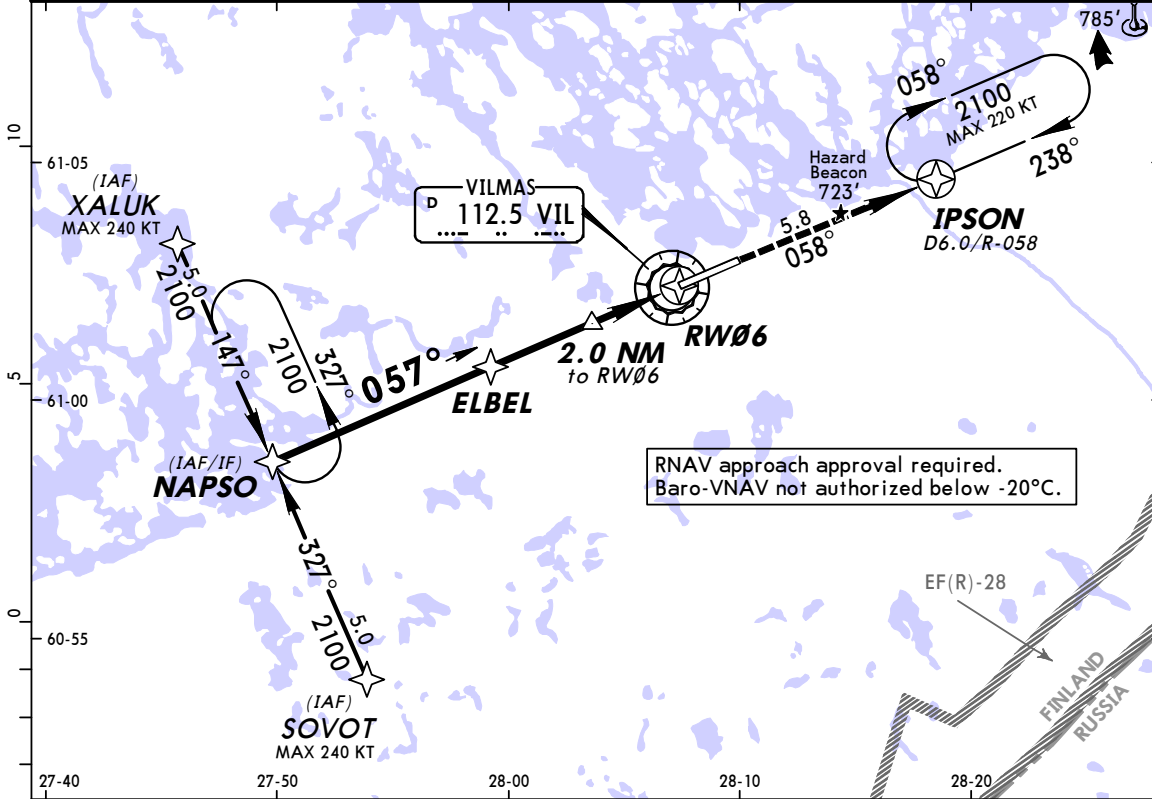 785'
058°
2100
MAX 220 KT
238°
10
61-05
(IAF)
XALUK
MAX 240 KT
VILMAS
D 112.5 VIL
Hazard
Beacon
723'
5.8
058°
IPSON
D6.0/R-058
5.0
2100
147°
2100
327°
057°
RWØ6
2.0 NM
to RWØ6
ELBEL
5
61-00
(IAF/IF)
NAPSO
RNAV approach approval required.
Baro-VNAV not authorized below -20°C.
327°
5.0
2100
EF(R)-28
0
60-55
(IAF)
SOVOT
MAX 240 KT
FINLAND
RUSSIA
27-40
27-50
28-00
28-10
28-20